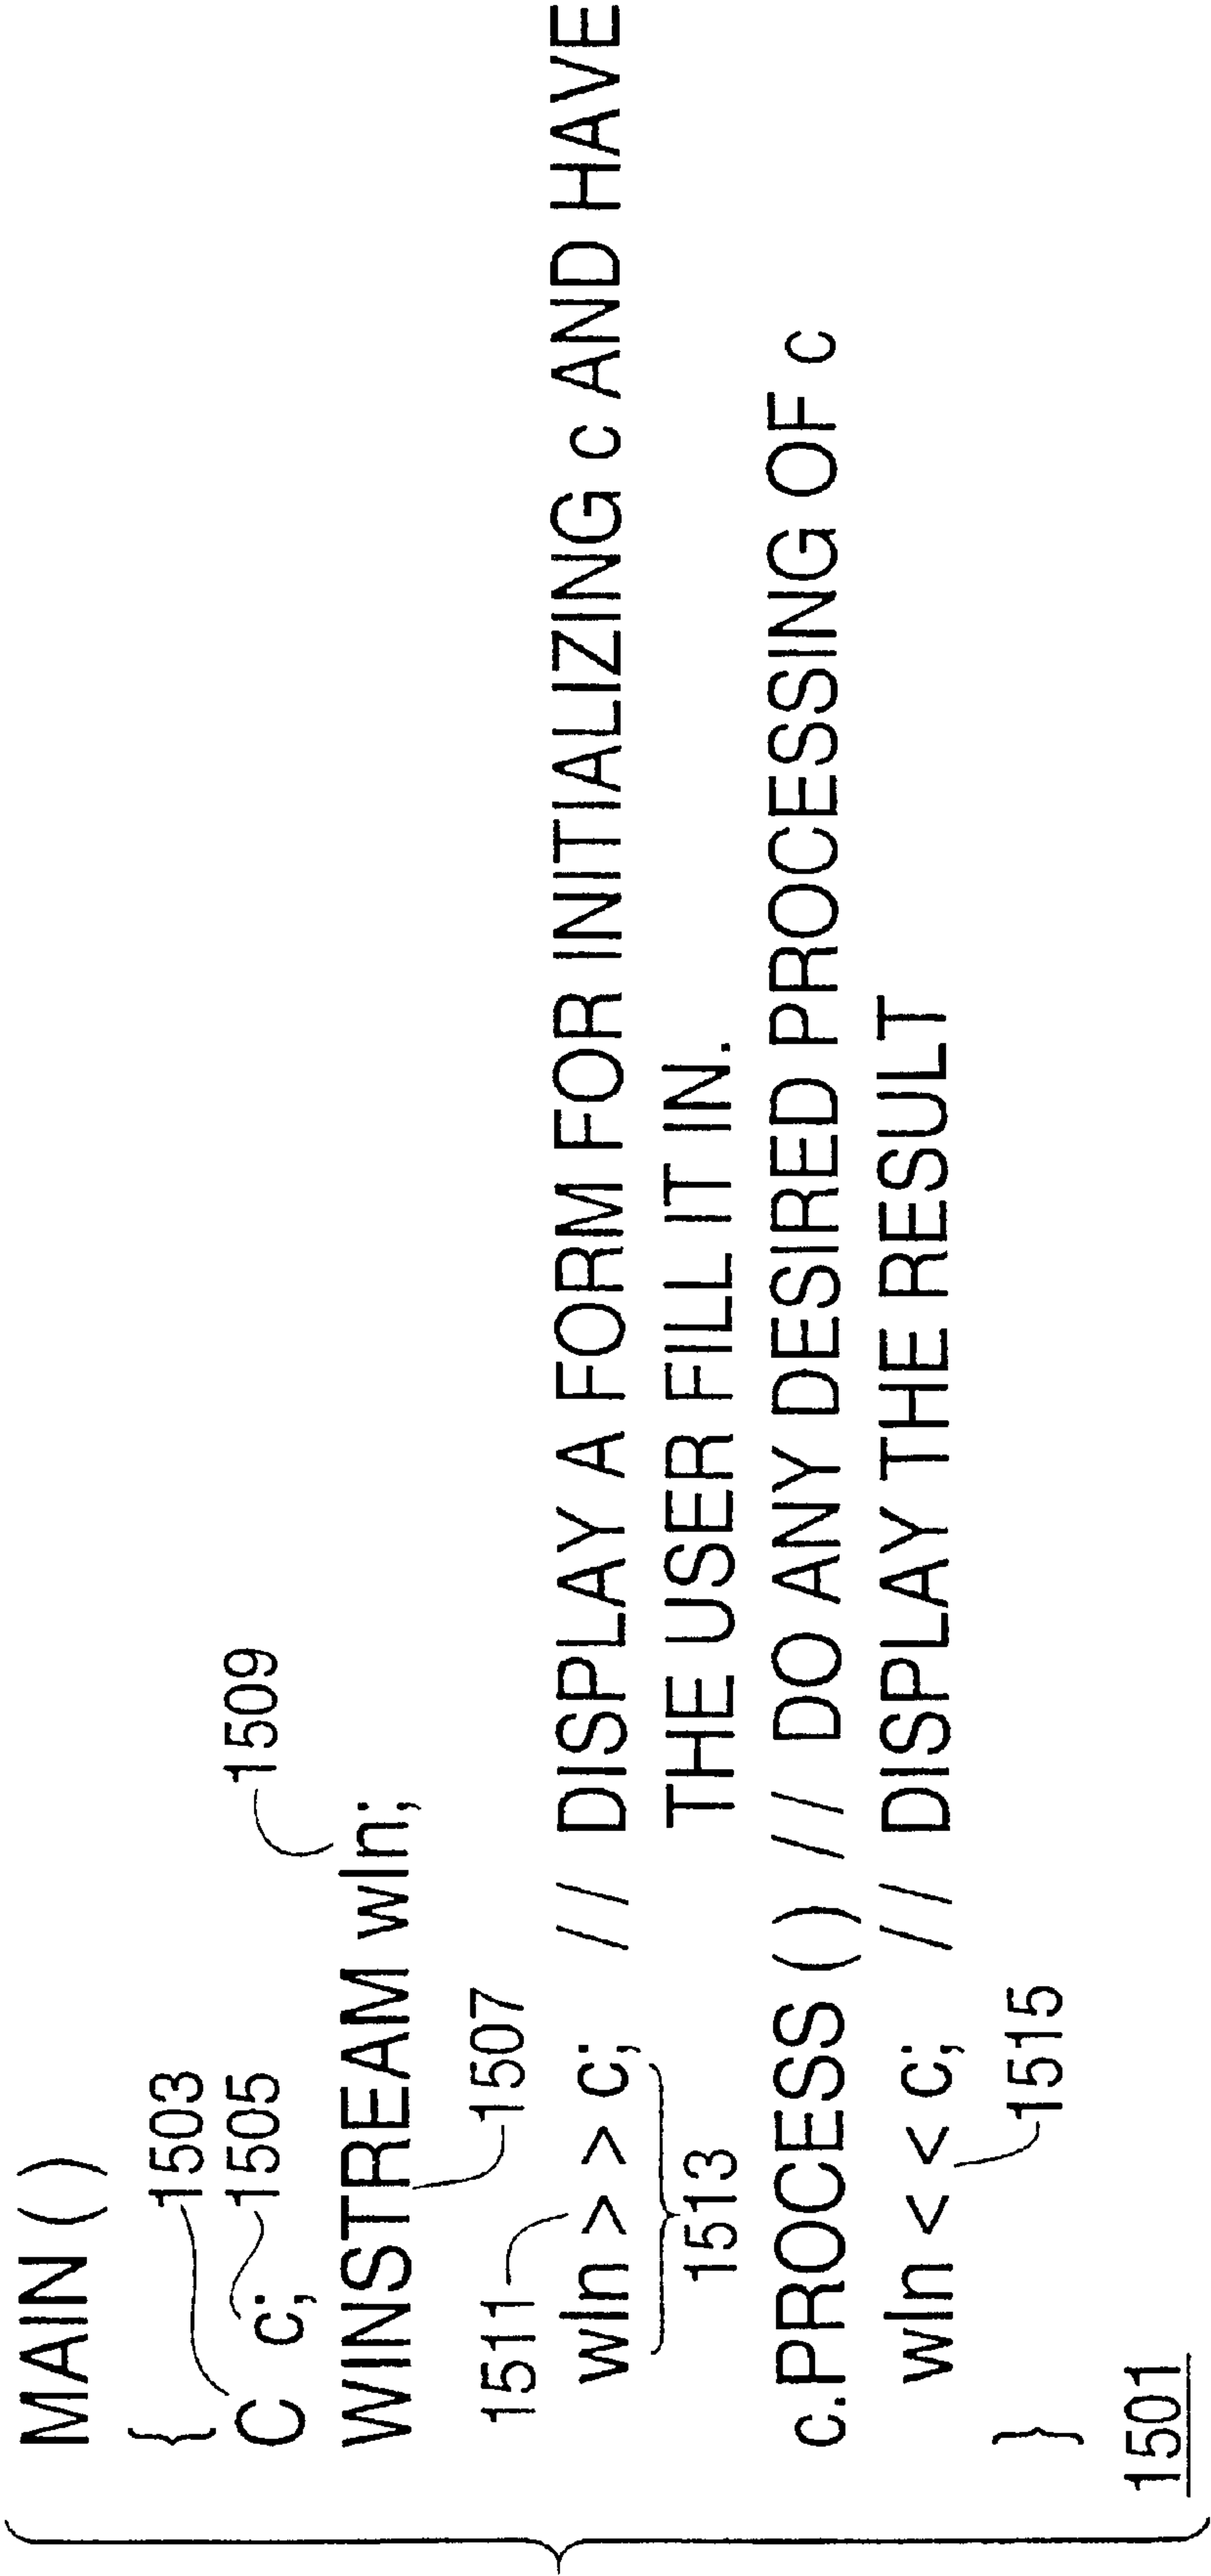 MAIN ( )
{
1503
C c;
1505
1509
WINSTREAM wIn;
1507
1511
wIn > > c; // DISPLAY A FORM FOR INITIALIZING c AND HAVE
THE USER FILL IT IN.
1513
c.PROCESS ( ) // DO ANY DESIRED PROCESSING OF c
wIn < < c; // DISPLAY THE RESULT
1515
}
1501